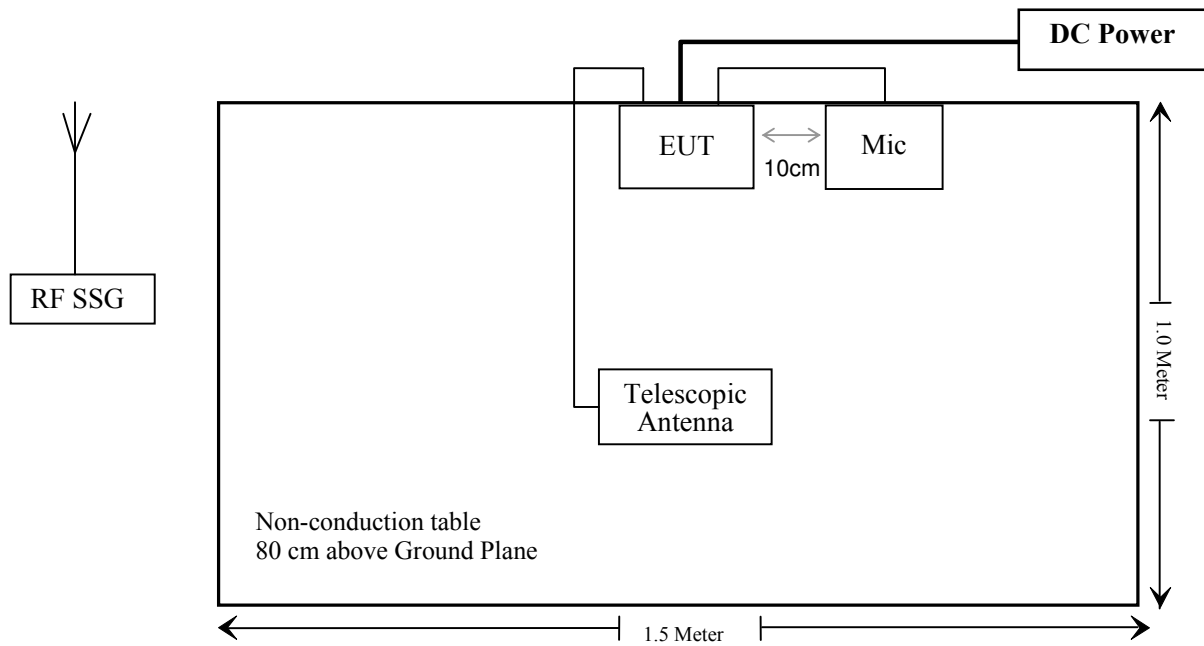 DC Power
EUT
Mic
10cm
RF SSG
1.0 Meter
Telescopic
Antenna
Non-conduction table
80 cm above Ground Plane
1.5 Meter